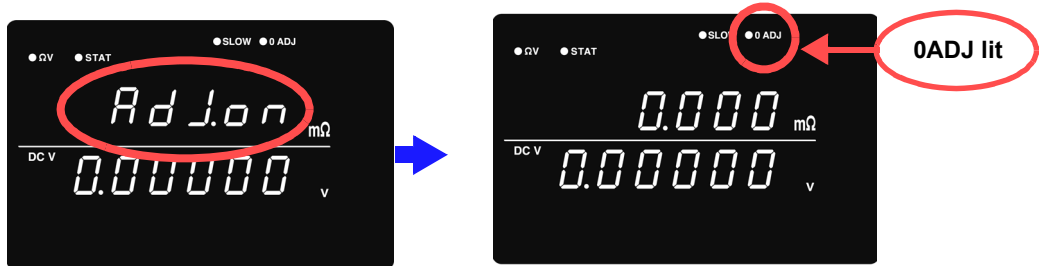 ●SLOW ●0 ADJ
●ΩV ●STAT
AdJ.on mΩ
DC V
0.00000 V
●SLOW ●0 ADJ
●ΩV ●STAT
0.000 mΩ
DC V
0.00000 V
0ADJ lit